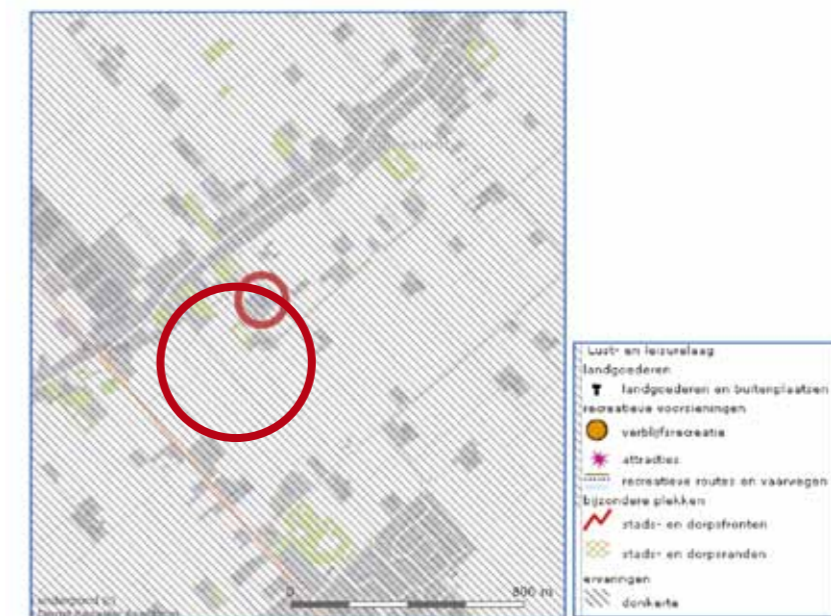 0 800 m
Lust- en leisurelaag
landgoederen
landgoederen en buitenplaatsen
recreatieve voorzieningen
verblijfsrecreatie
attracties
recreatieve routes en vaarwegen
bijzondere plekken
stads- en dorpsfronten
stads- en dorpsranden
ervaringen
donkerte